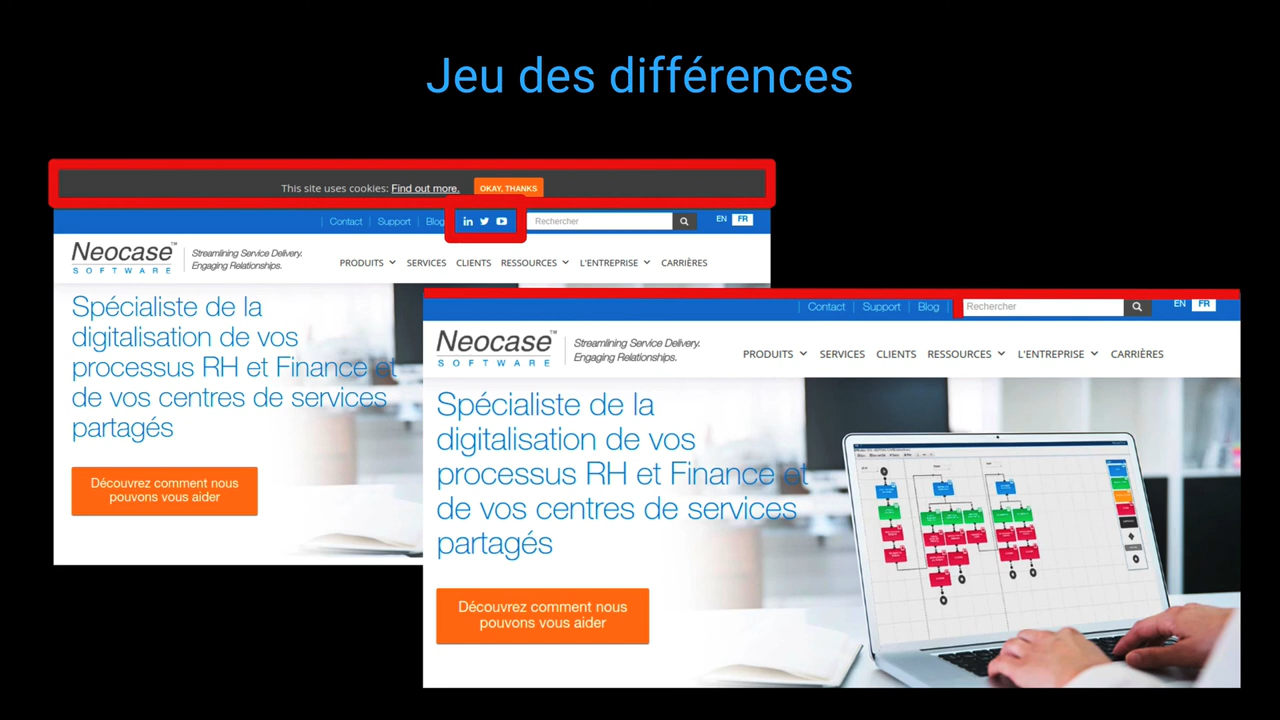 Jeu des différences
This site uses cookies: Find out more. OKAY, THANKS
Contact Support Blog Rechercher EN FR
Neocase™ SOFTWARE
Streamlining Service Delivery.
Engaging Relationships.
PRODUITS SERVICES CLIENTS RESSOURCES L'ENTREPRISE CARRIÈRES
Spécialiste de la
digitalisation de vos
processus RH et Finance et
de vos centres de services
partagés
Découvrez comment nous
pouvons vous aider
Contact Support Blog Rechercher EN FR
Neocase™ SOFTWARE
Streamlining Service Delivery.
Engaging Relationships.
PRODUITS SERVICES CLIENTS RESSOURCES L'ENTREPRISE CARRIÈRES
Spécialiste de la
digitalisation de vos
processus RH et Finance et
de vos centres de services
partagés
Découvrez comment nous
pouvons vous aider